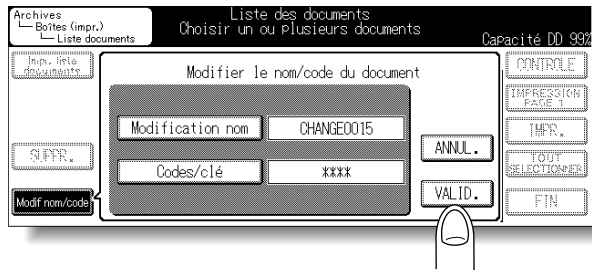 Archives
Boîtes (impr.)
Liste documents
Liste des documents
Choisir un ou plusieurs documents
Capacité DD 99%
Impr. liste
documents
SUPPR.
Modif nom/code
Modifier le nom/code du document
Modification nom
CHANGE0015
Codes/clé
****
ANNUL.
VALID.
CONTROLE
IMPRESSION
PAGE 1
IMPR.
TOUT
SELECTIONNER
FIN